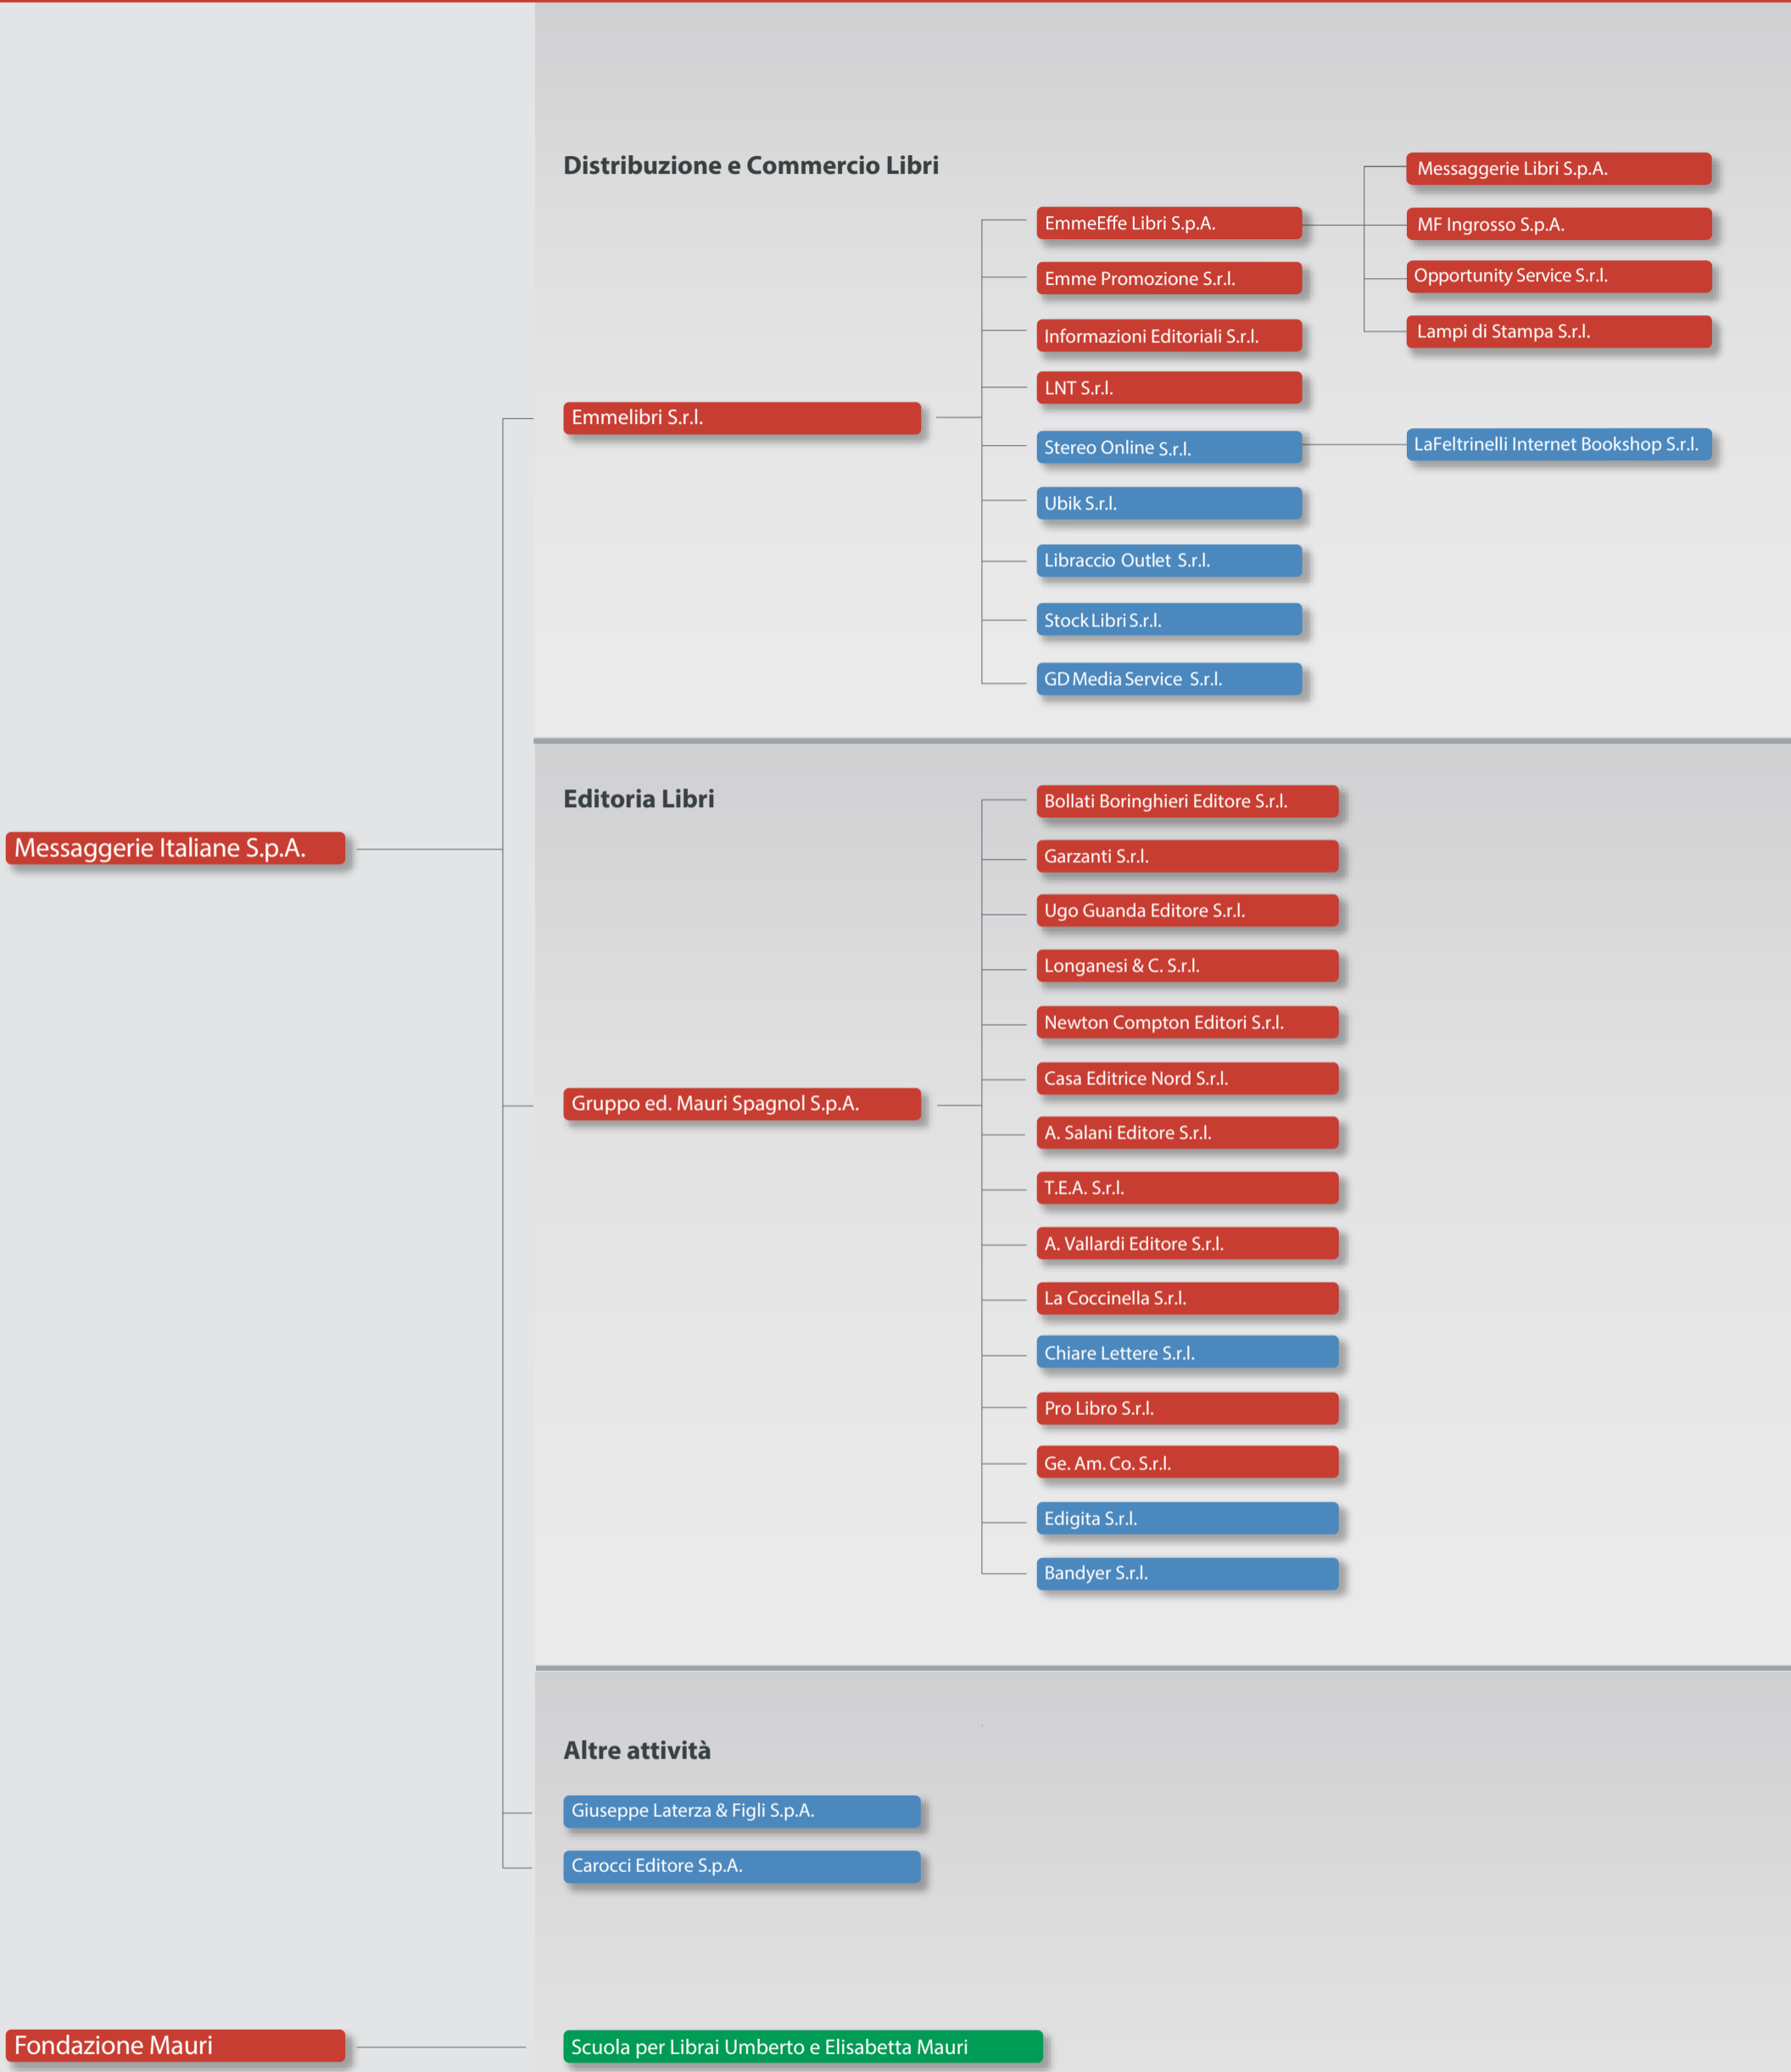 Distribuzione e Commercio Libri
Emmelibri S.r.l.
EmmeEffe Libri S.p.A.
Messaggerie Libri S.p.A.
MF Ingrosso S.p.A.
Opportunity Service S.r.l.
Lampi di Stampa S.r.l.
Emme Promozione S.r.l.
Informazioni Editoriali S.r.l.
LNT S.r.l.
Stereo Online S.r.l.
LaFeltrinelli Internet Bookshop S.r.l.
Ubik S.r.l.
Libraccio Outlet S.r.l.
Stock Libri S.r.l.
GD Media Service S.r.l.
Messaggerie Italiane S.p.A.
Editoria Libri
Gruppo ed. Mauri Spagnol S.p.A.
Bollati Boringhieri Editore S.r.l.
Garzanti S.r.l.
Ugo Guanda Editore S.r.l.
Longanesi & C. S.r.l.
Newton Compton Editori S.r.l.
Casa Editrice Nord S.r.l.
A. Salani Editore S.r.l.
T.E.A. S.r.l.
A. Vallardi Editore S.r.l.
La Coccinella S.r.l.
Chiare Lettere S.r.l.
Pro Libro S.r.l.
Ge. Am. Co. S.r.l.
Edigita S.r.l.
Bandyer S.r.l.
Altre attività
Giuseppe Laterza & Figli S.p.A.
Carocci Editore S.p.A.
Fondazione Mauri
Scuola per Librai Umberto e Elisabetta Mauri